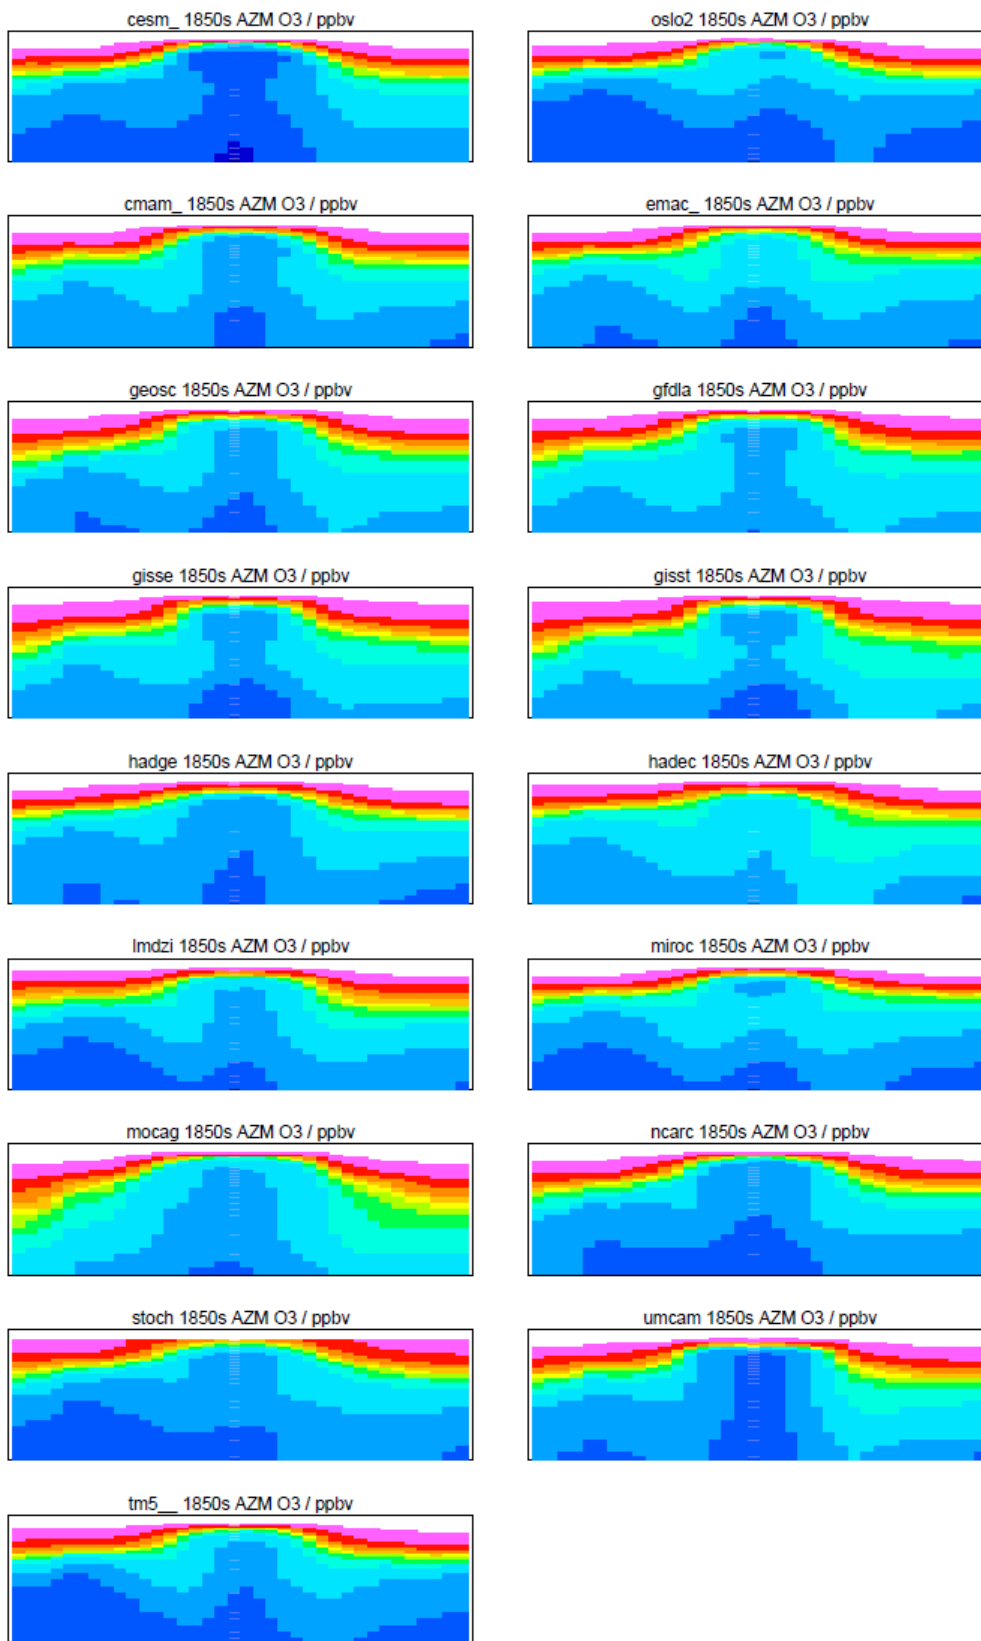 cesm_ 1850s AZM O3 / ppbv
oslo2 1850s AZM O3 / ppbv
cmam_ 1850s AZM O3 / ppbv
emac_ 1850s AZM O3 / ppbv
geosc 1850s AZM O3 / ppbv
gfdla 1850s AZM O3 / ppbv
gisse 1850s AZM O3 / ppbv
gisst 1850s AZM O3 / ppbv
hadge 1850s AZM O3 / ppbv
hadec 1850s AZM O3 / ppbv
lmdzi 1850s AZM O3 / ppbv
miroc 1850s AZM O3 / ppbv
mocag 1850s AZM O3 / ppbv
ncarc 1850s AZM O3 / ppbv
stoch 1850s AZM O3 / ppbv
umcam 1850s AZM O3 / ppbv
tm5__ 1850s AZM O3 / ppbv